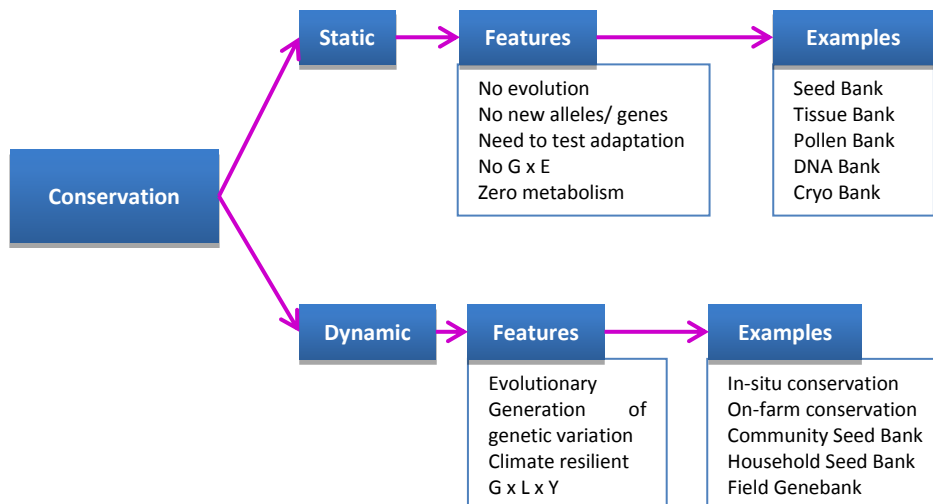 Static
Features
Examples
No evolution
No new alleles/ genes
Need to test adaptation
No G x E
Zero metabolism
Seed Bank
Tissue Bank
Pollen Bank
DNA Bank
Cryo Bank
Conservation
Dynamic
Features
Examples
Evolutionary
Generation of
genetic variation
Climate resilient
G x L x Y
In-situ conservation
On-farm conservation
Community Seed Bank
Household Seed Bank
Field Genebank